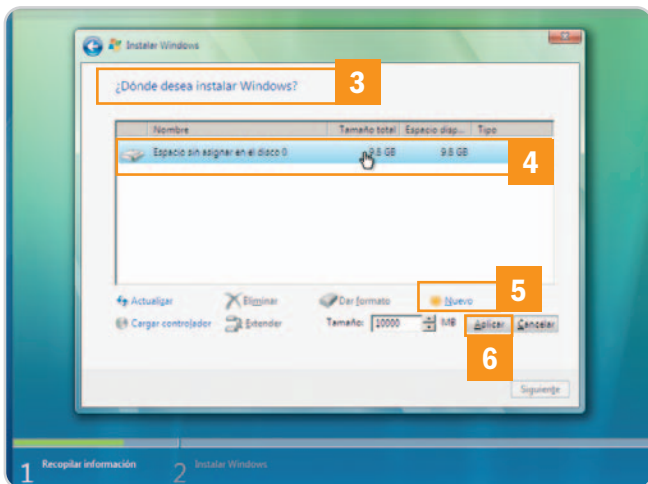 Instalar Windows
¿Dónde desea instalar Windows?
3
Nombre Tamaño total Espacio disp... Tipo
Espacio sin asignar en el disco 0 9.8 GB 9.8 GB
4
Actualizar Eliminar Dar formato Nuevo
5
Cargar controlador Extender Tamaño: 10000 MB Aplicar Cancelar
6
Siguiente
1 Recopilar información 2 Instalar Windows